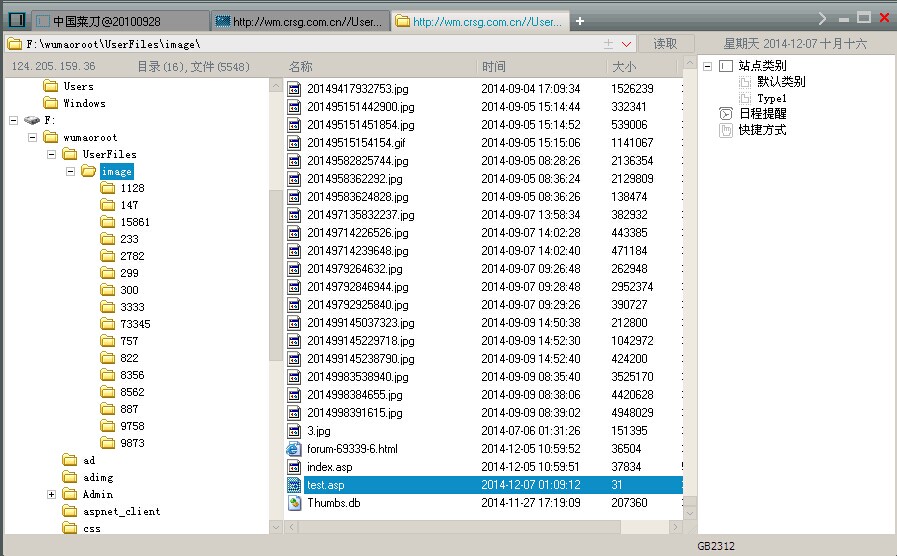 中国菜刀@20100928
http://wm.crsg.com.cn//User...
http://wm.crsg.com.cn//User...
F:\wumaoroot\UserFiles\image\
读取
星期天 2014-12-07 十月十六
124.205.159.36
目录(16),文件(5548)
名称 时间 大小
Users
Windows
F:
wumaoroot
UserFiles
image
1128
147
15861
233
2782
299
300
3333
73345
757
822
8356
8562
887
9758
9873
ad
adimg
Admin
aspnet_client
css
20149417932753.jpg 2014-09-04 17:09:34 1526239
201495151442900.jpg 2014-09-05 15:14:44 332341
201495151451854.jpg 2014-09-05 15:14:52 539006
20149515154154.gif 2014-09-05 15:15:06 1141067
20149582825744.jpg 2014-09-05 08:28:26 2136354
2014958362292.jpg 2014-09-05 08:36:24 2129809
20149583624828.jpg 2014-09-05 08:36:26 138474
201497135832237.jpg 2014-09-07 13:58:34 382932
20149714226526.jpg 2014-09-07 14:02:28 443385
20149714239648.jpg 2014-09-07 14:02:40 471184
2014979264632.jpg 2014-09-07 09:26:48 262948
20149792846944.jpg 2014-09-07 09:28:48 2952374
20149792925840.jpg 2014-09-07 09:29:26 390727
201499145037323.jpg 2014-09-09 14:50:38 212800
201499145229718.jpg 2014-09-09 14:52:30 1042972
201499145238790.jpg 2014-09-09 14:52:40 424200
20149983538940.jpg 2014-09-09 08:35:40 3525170
2014998384655.jpg 2014-09-09 08:38:06 4420628
2014998391615.jpg 2014-09-09 08:39:02 4948029
3.jpg 2014-07-06 01:31:26 151395
forum-69339-6.html 2014-12-05 10:59:52 36504
index.asp 2014-12-05 10:59:51 37834
test.asp 2014-12-07 01:09:12 31
Thumbs.db 2014-11-27 17:19:09 207360
站点类别
默认类别
Type1
日程提醒
快捷方式
GB2312